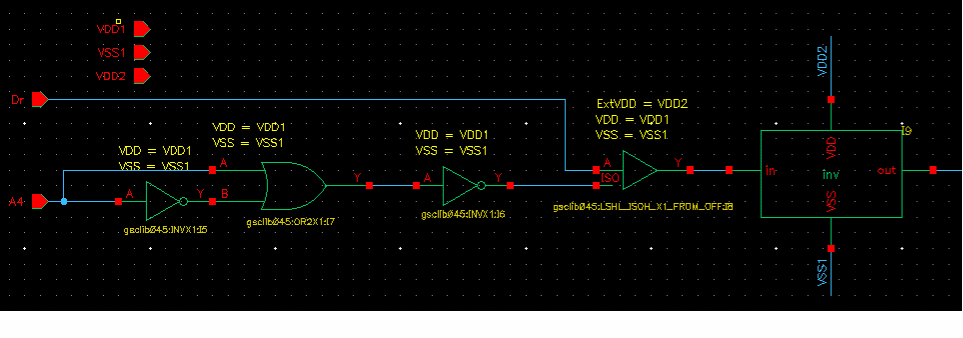 VDD1
VSS1
VDD2
Dr
A4
VDD = VDD1
VSS = VSS1
A
Y
gsclib045:INVX1:I5
VDD = VDD1
VSS = VSS1
A
B
Y
gsclib045:OR2X1:I7
VDD = VDD1
VSS = VSS1
A
Y
gsclib045:INVX1:I6
ExtVDD = VDD2
VDD = VDD1
VSS = VSS1
A
ISO
Y
gsclib045:LSHL_ISOH_X1_FROM_OFF:I8
VDD2
I9
VDD
in
inv
out
VSS
VSS1